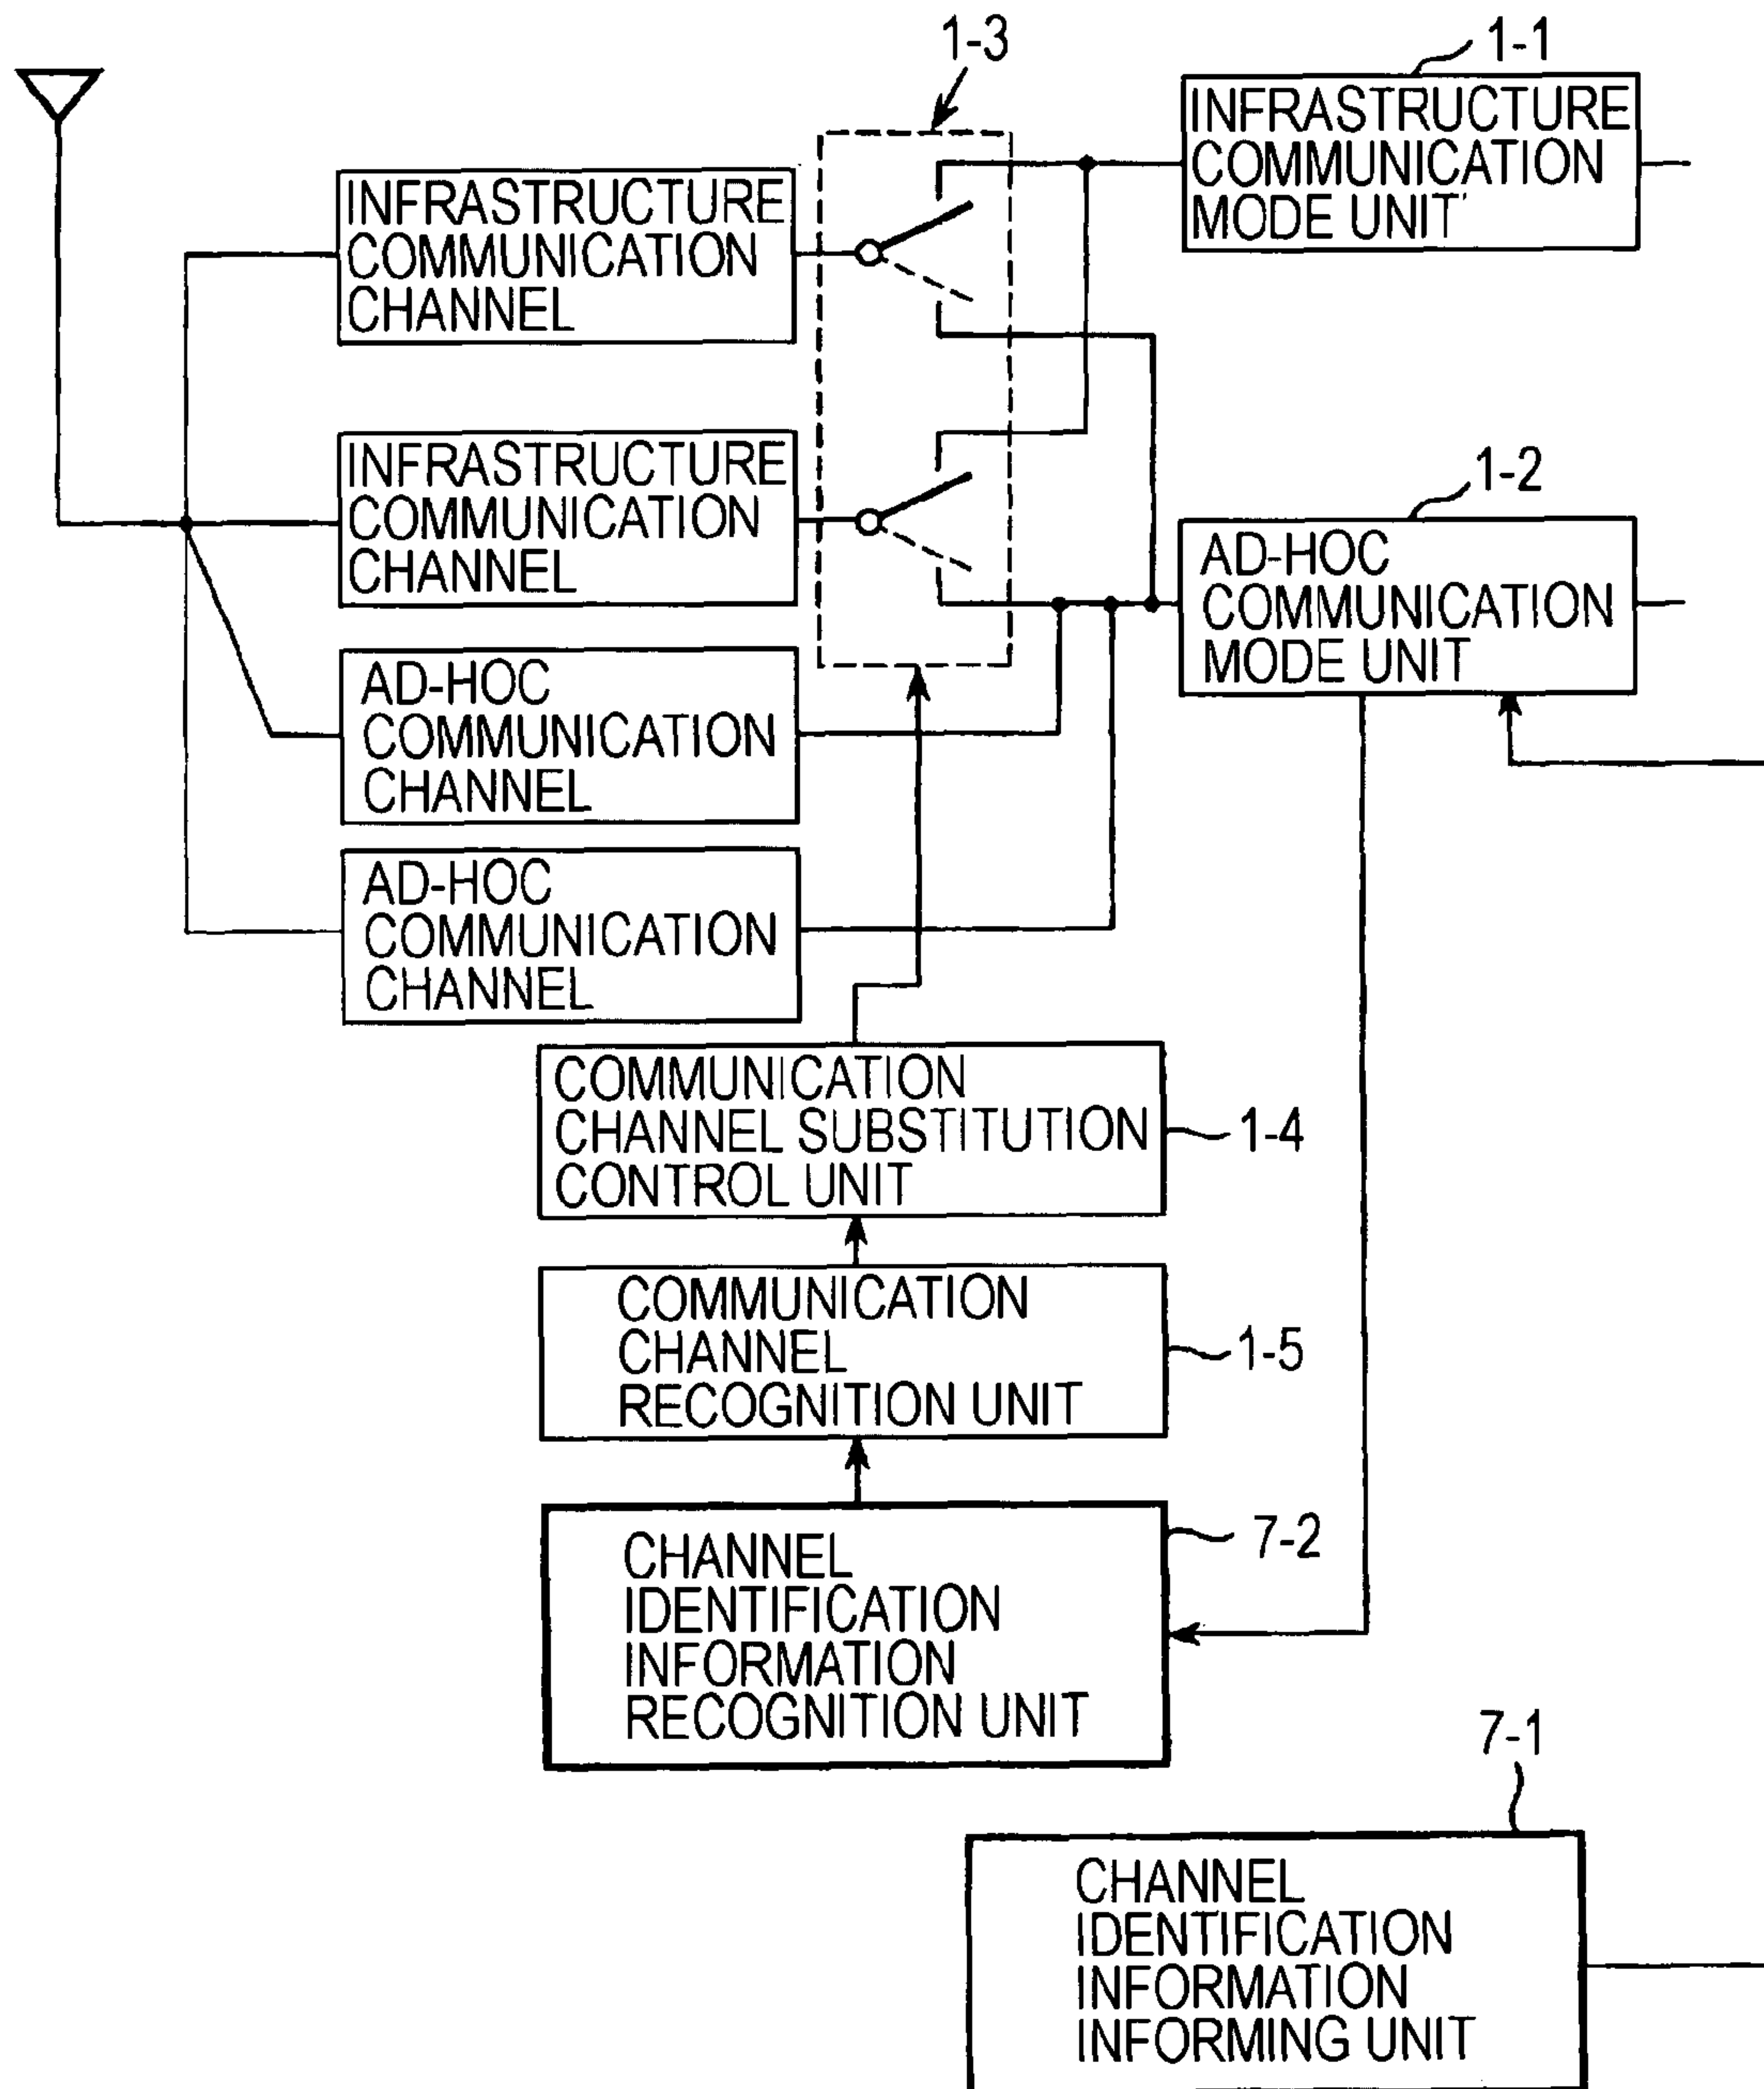 1-3
1-1
INFRASTRUCTURE
COMMUNICATION
MODE UNIT
INFRASTRUCTURE
COMMUNICATION
CHANNEL
INFRASTRUCTURE
COMMUNICATION
CHANNEL
1-2
AD-HOC
COMMUNICATION
MODE UNIT
AD-HOC
COMMUNICATION
CHANNEL
AD-HOC
COMMUNICATION
CHANNEL
COMMUNICATION
CHANNEL SUBSTITUTION
CONTROL UNIT
1-4
COMMUNICATION
CHANNEL
RECOGNITION UNIT
1-5
CHANNEL
IDENTIFICATION
INFORMATION
RECOGNITION UNIT
7-2
7-1
CHANNEL
IDENTIFICATION
INFORMATION
INFORMING UNIT